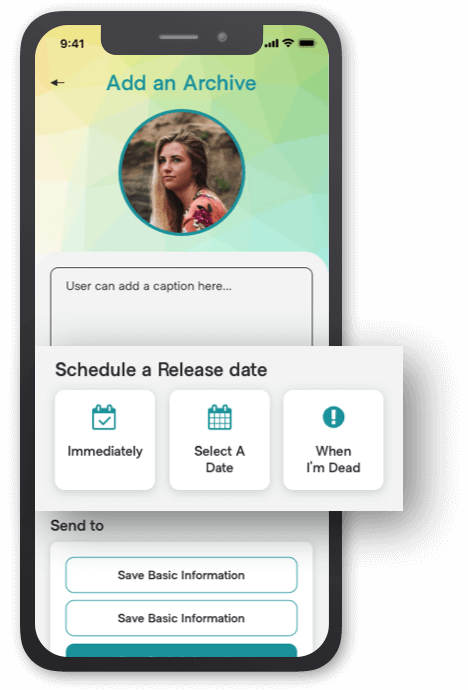 9:41
Add an Archive
User can add a caption here...
Schedule a Release date
Immediately
Select A
Date
When
I'm Dead
Send to
Save Basic Information
Save Basic Information